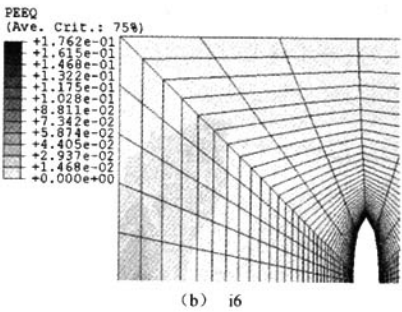 PEEQ
(Ave. Crit.: 75%)
+1.762e-01
+1.615e-01
+1.468e-01
+1.322e-01
+1.175e-01
+1.028e-01
+8.811e-02
+7.342e-02
+5.874e-02
+4.405e-02
+2.937e-02
+1.468e-02
+0.000e+00
(b) i6